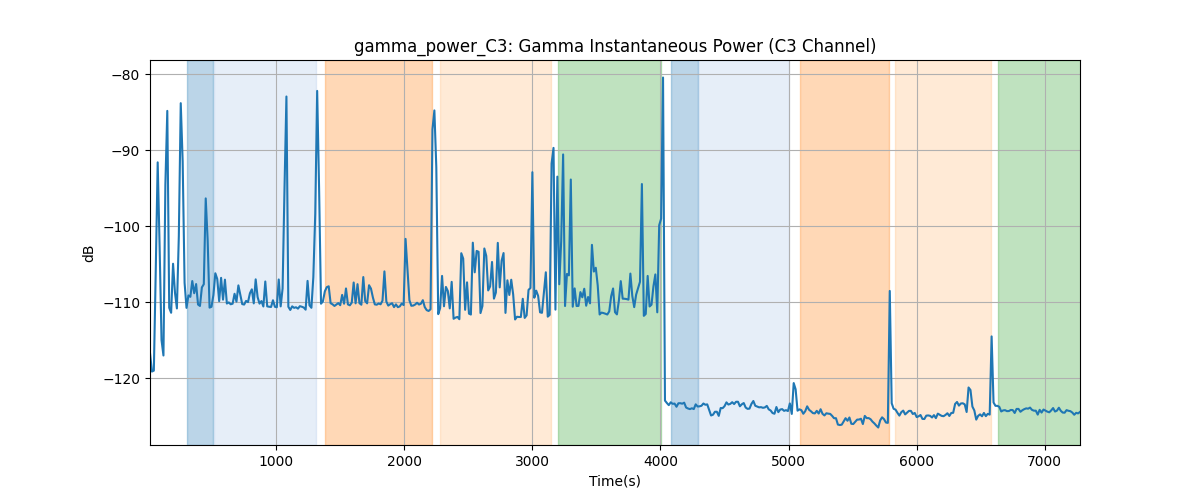 gamma_power_C3: Gamma Instantaneous Power (C3 Channel)
−80
−90
−100
−110
−120
dB
1000 2000 3000 4000 5000 6000 7000
Time(s)